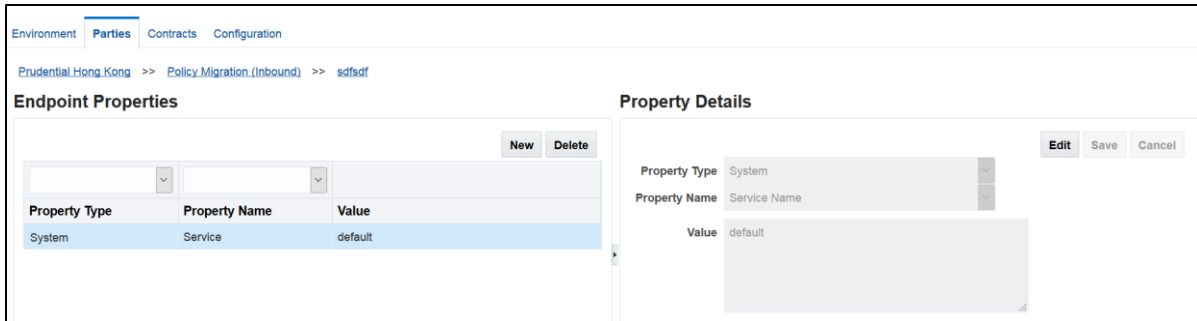 Environment Parties Contracts Configuration
Prudential Hong Kong >> Policy Migration (Inbound) >> sdfsdf
Endpoint Properties
New Delete
Property Type Property Name Value
System Service default
Property Details
Edit Save Cancel
Property Type System
Property Name Service Name
Value default